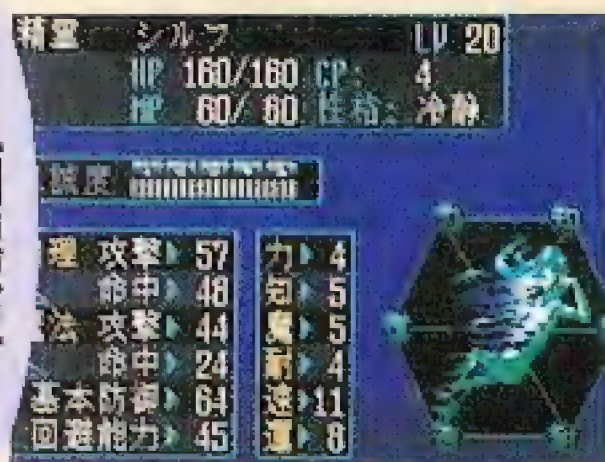 精霊 シルフ LV 20
HP 160/160 CP: 4
MP 60/60 性格: 冷静
誠度
理 攻撃 57
命中 48
法 攻撃 44
命中 24
基本防御 64
回避能力 45
力 4
知 5
魔 5
耐 4
速 11
運 8